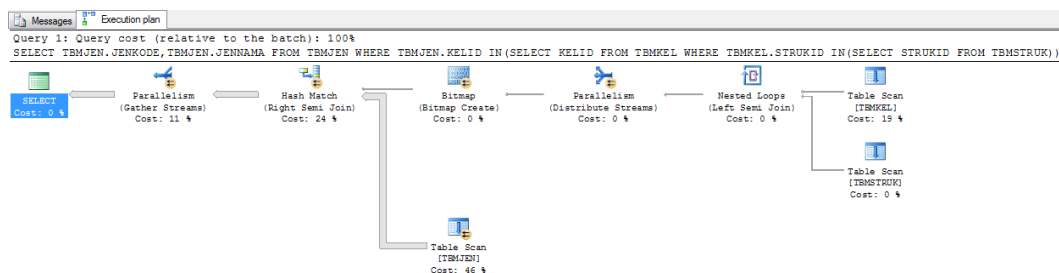 Messages
Execution plan
Query 1: Query cost (relative to the batch): 100%
SELECT TBMJEN.JENKODE,TBMJEN.JENNAMA FROM TBMJEN WHERE TBMJEN.KELID IN(SELECT KELID FROM TBMKEL WHERE TBMKEL.STRUKID IN(SELECT STRUKID FROM TBMSTRUK))
SELECT
Cost: 0 %
Parallelism
(Gather Streams)
Cost: 11 %
Hash Match
(Right Semi Join)
Cost: 24 %
Bitmap
(Bitmap Create)
Cost: 0 %
Parallelism
(Distribute Streams)
Cost: 0 %
Nested Loops
(Left Semi Join)
Cost: 0 %
Table Scan
[TBMKEL]
Cost: 19 %
Table Scan
[TBMSTRUK]
Cost: 0 %
Table Scan
[TBMJEN]
Cost: 46 %